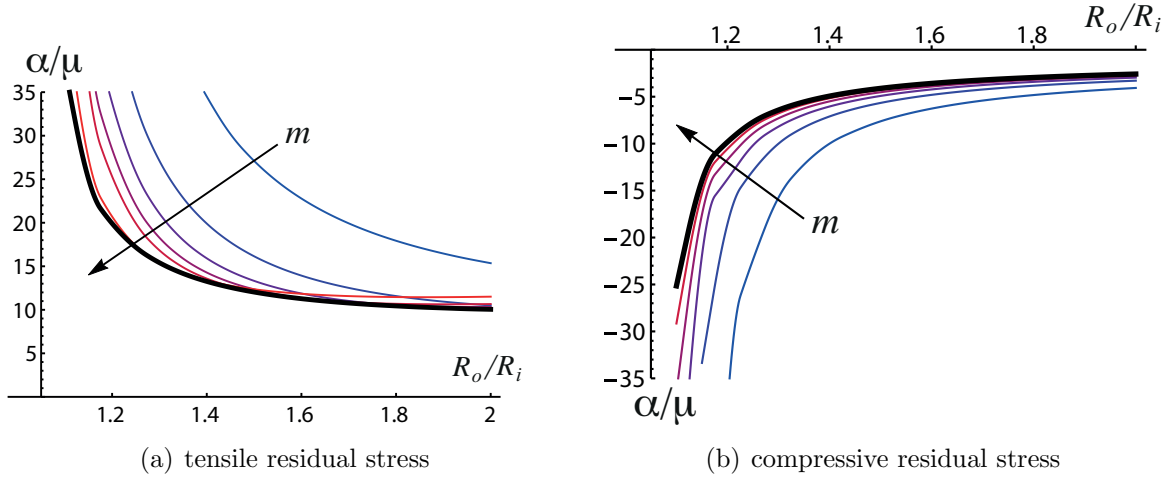 α/μ
35
30
25
20
15
10
5
m
R_o/R_i
1.2 1.4 1.6 1.8 2
(a) tensile residual stress
R_o/R_i
1.2 1.4 1.6 1.8
−5
−10
−15
−20
−25
−30
−35
m
α/μ
(b) compressive residual stress